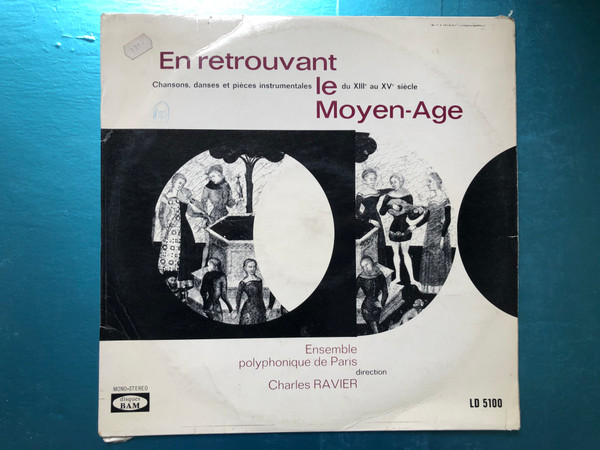 En retrouvant
Chansons, danses et pièces instrumentales
le
du XIIIe au XVe siècle
Moyen-Age
Ensemble
polyphonique de Paris
direction
Charles RAVIER
MONO-STEREO
disques
BAM
LD 5100